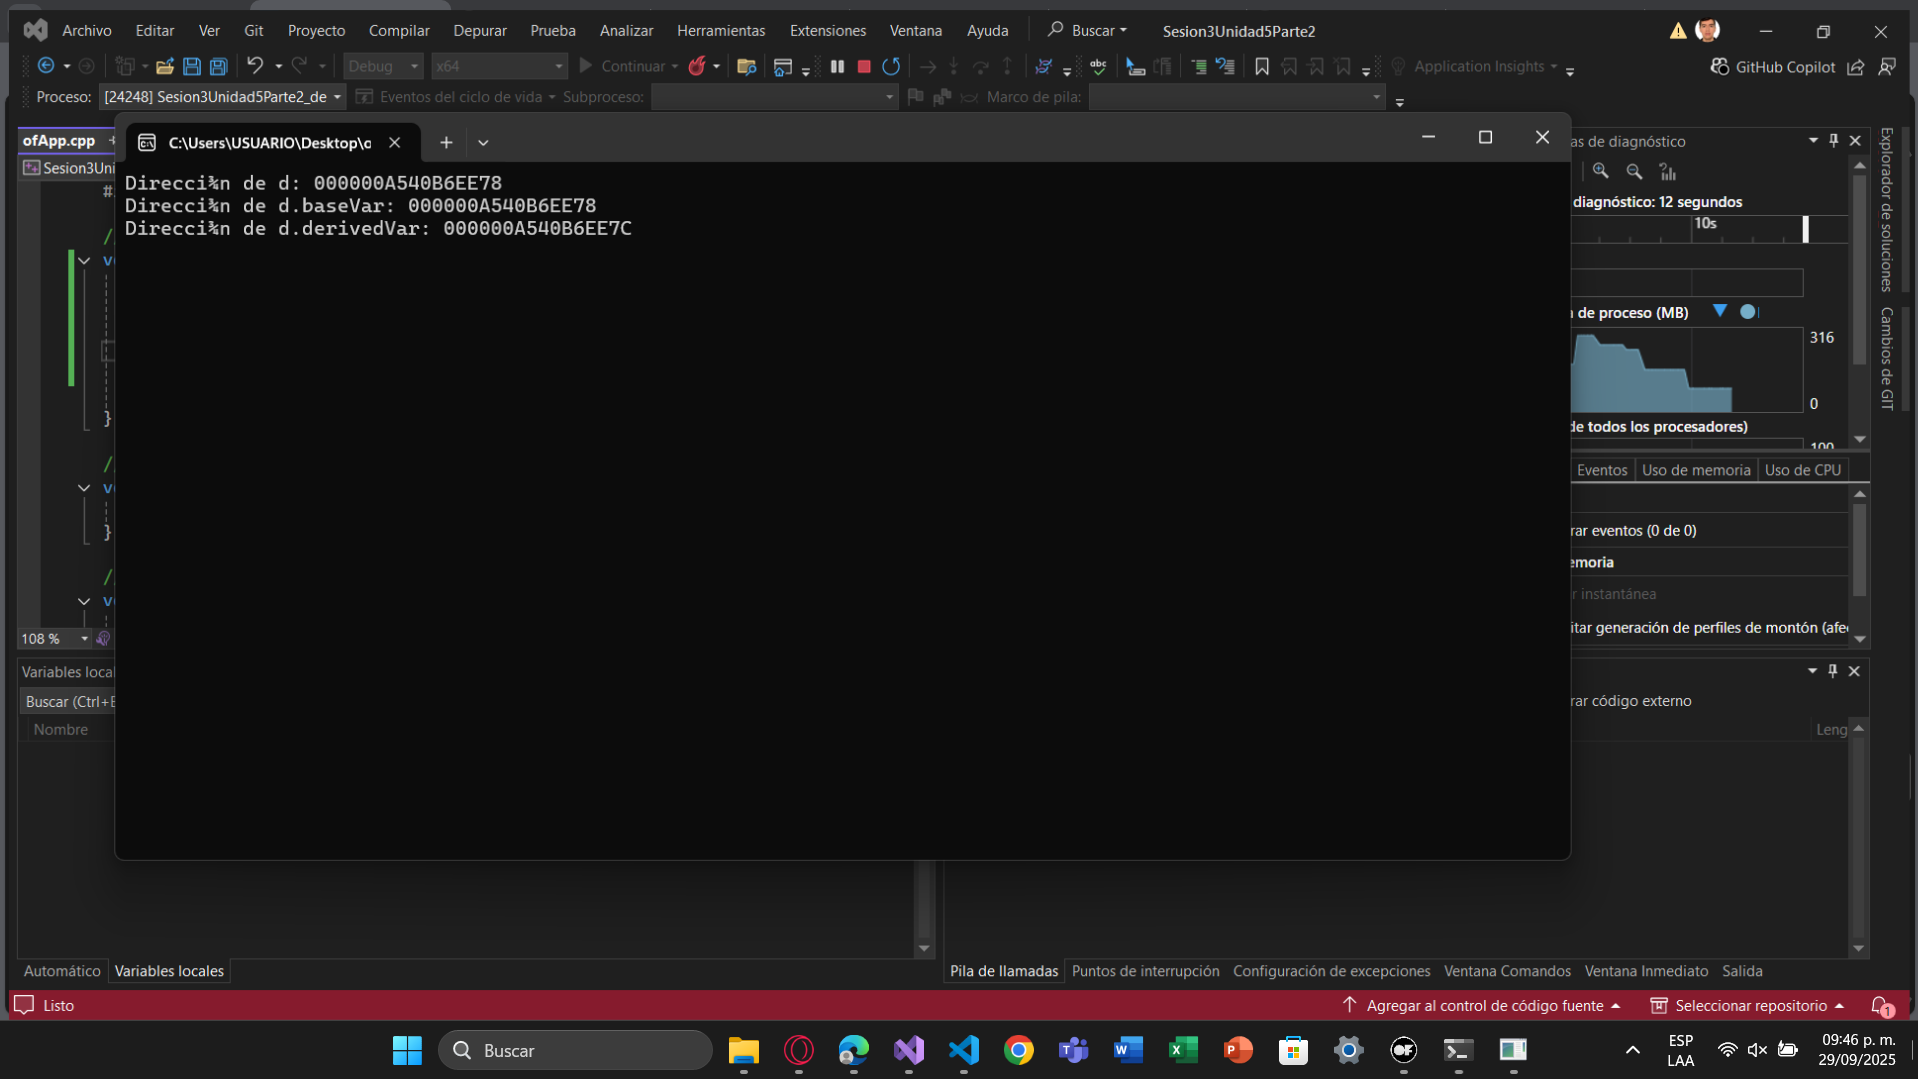 Archivo Editar Ver Git Proyecto Compilar Depurar Prueba Analizar Herramientas Extensiones Ventana Ayuda Buscar Sesion3Unidad5Parte2
Debug x64 Continuar abc Application Insights GitHub Copilot
Proceso: [24248] Sesion3Unidad5Parte2_de Eventos del ciclo de vida Subproceso: Marco de pila:
ofApp.cpp
C:\Users\USUARIO\Desktop\o
as de diagnóstico
Sesion3Uni
Direcci%n de d: 000000A540B6EE78
Direcci%n de d.baseVar: 000000A540B6EE78
Direcci%n de d.derivedVar: 000000A540B6EE7C
diagnóstico: 12 segundos
10s
de proceso (MB)
316
0
de todos los procesadores)
100
Eventos Uso de memoria Uso de CPU
rar eventos (0 de 0)
emoria
r instantánea
itar generación de perfiles de montón (afe
Explorador de soluciones
Cambios de GIT
108 %
Variables local
Buscar (Ctrl+E
Nombre
rar código externo
Leng
Automático Variables locales
Pila de llamadas Puntos de interrupción Configuración de excepciones Ventana Comandos Ventana Inmediato Salida
Listo Agregar al control de código fuente Seleccionar repositorio 1
Buscar
ESP
LAA
09:46 p. m.
29/09/2025